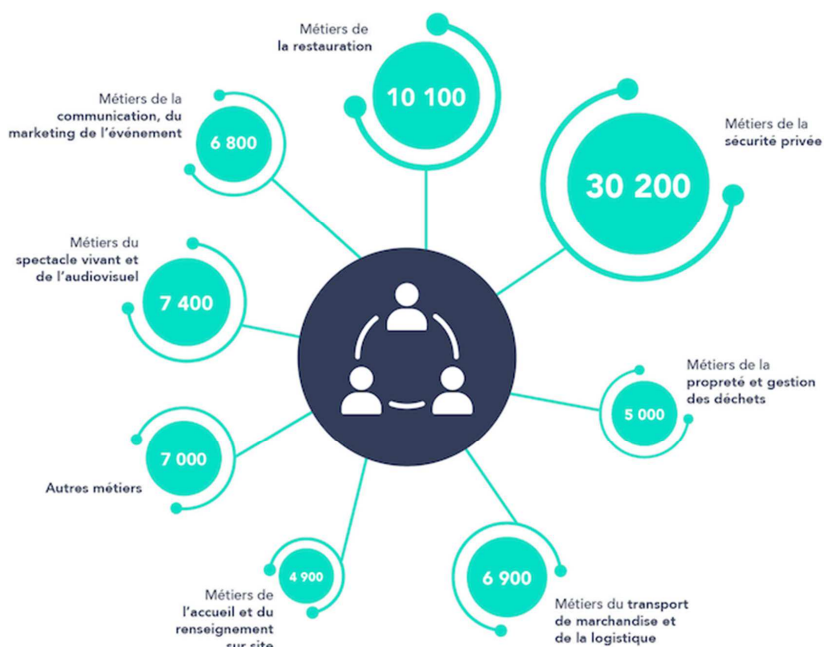 Métiers de
la restauration
10 100
Métiers de la
sécurité privée
30 200
Métiers de la
communication, du
marketing de l'événement
6 800
Métiers du
spectacle vivant et
de l'audiovisuel
7 400
Métiers de la
propreté et gestion
des déchets
5 000
7 000
Autres métiers
4 900
Métiers de
l'accueil et du
renseignement
sur site
6 900
Métiers du transport
de marchandise et
de la logistique